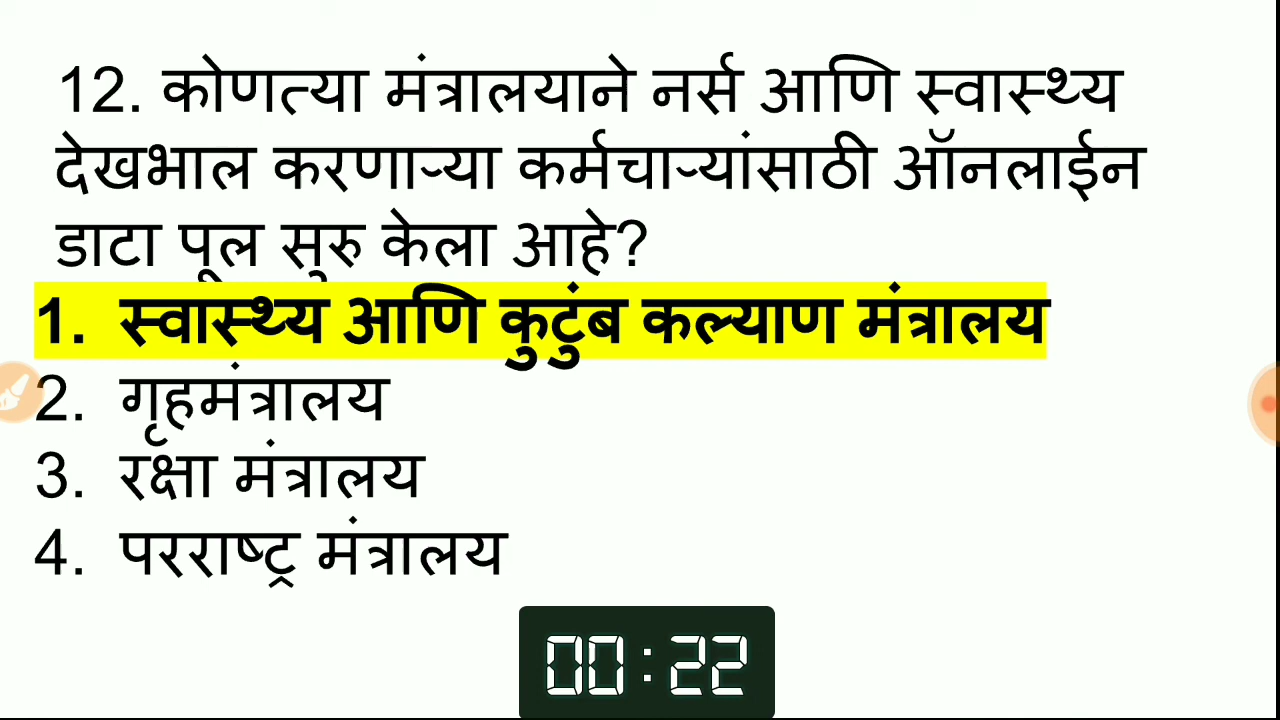 12. कोणत्या मंत्रालयाने नर्स आणि स्वास्थ्य
देखभाल करणाऱ्या कर्मचाऱ्यांसाठी ऑनलाईन
डाटा पूल सुरु केला आहे?
1. स्वास्थ्य आणि कुटुंब कल्याण मंत्रालय
2. गृहमंत्रालय
3. रक्षा मंत्रालय
4. परराष्ट्र मंत्रालय
00:22